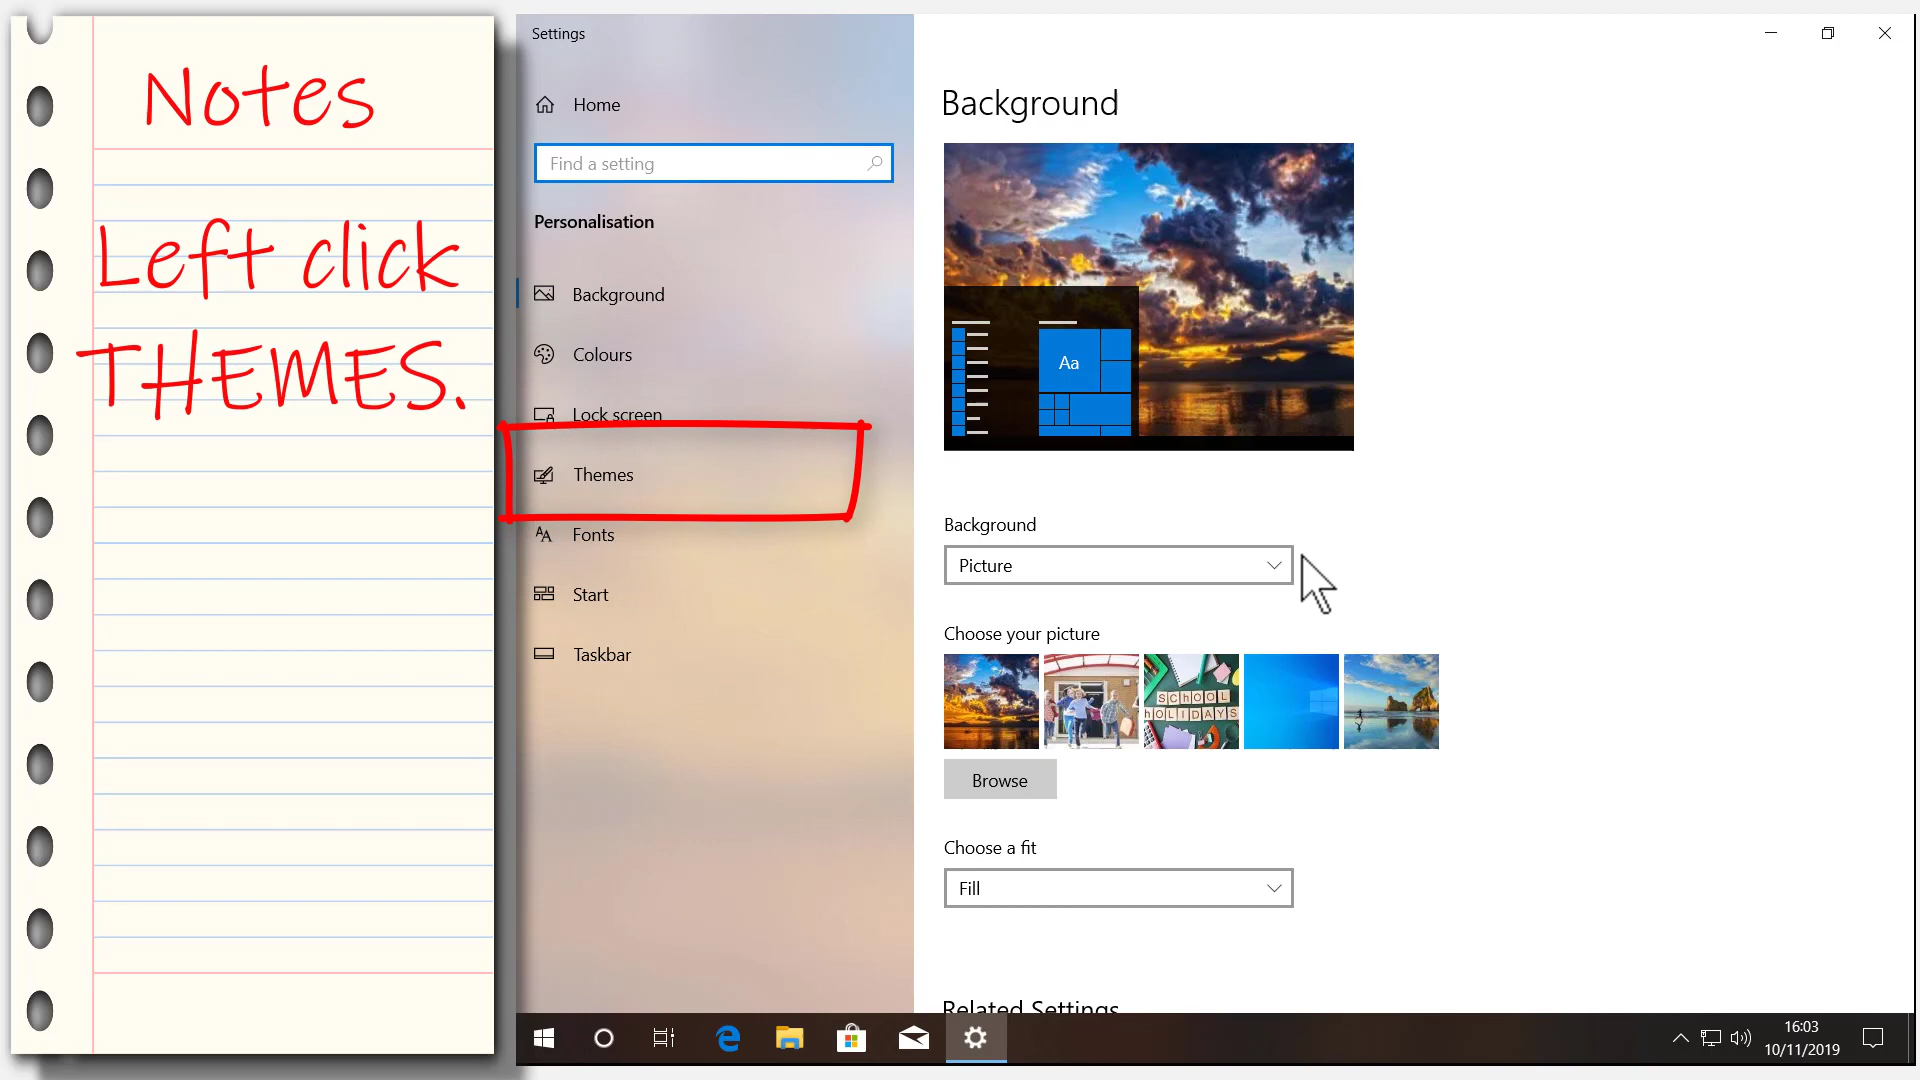 Notes
Left click
THEMES.
Settings
Home
Find a setting
Personalisation
Background
Colours
Lock screen
Themes
Fonts
Start
Taskbar
Background
Aa
Background
Picture
Choose your picture
SCHOOL
HOLIDAYS
Browse
Choose a fit
Fill
Related Settings
16:03
10/11/2019